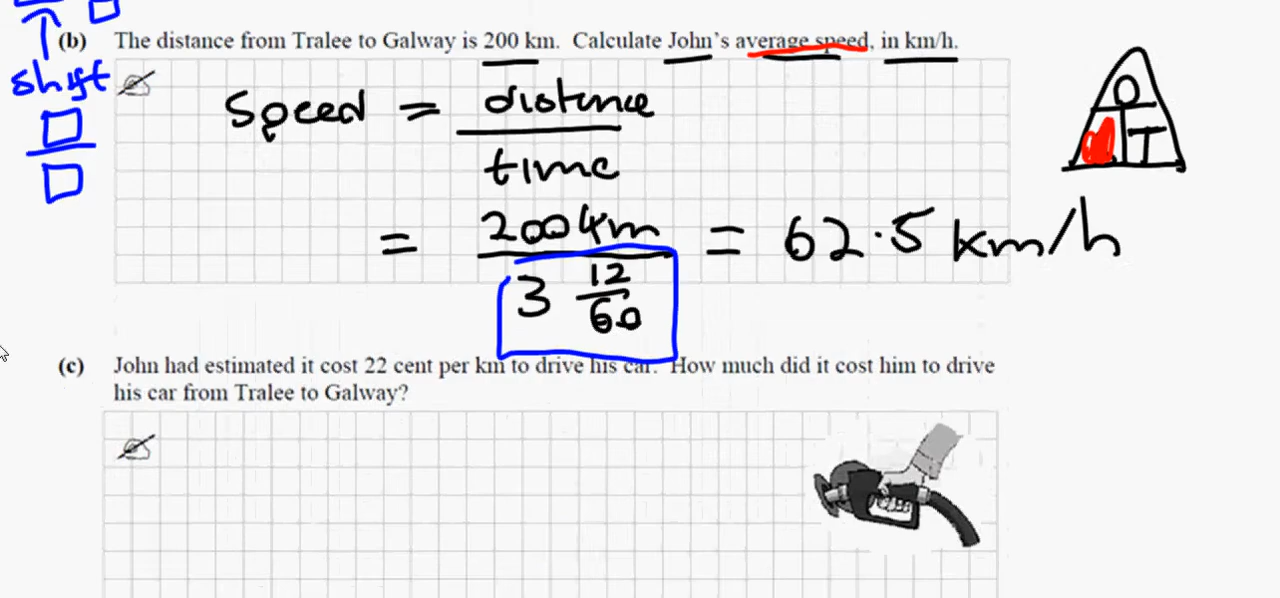 (b) The distance from Tralee to Galway is 200 km. Calculate John's average speed, in km/h.
shift
Speed = distance
time
D
T
= 200km = 62.5 km/h
3 12
60
(c) John had estimated it cost 22 cent per km to drive his car. How much did it cost him to drive
his car from Tralee to Galway?